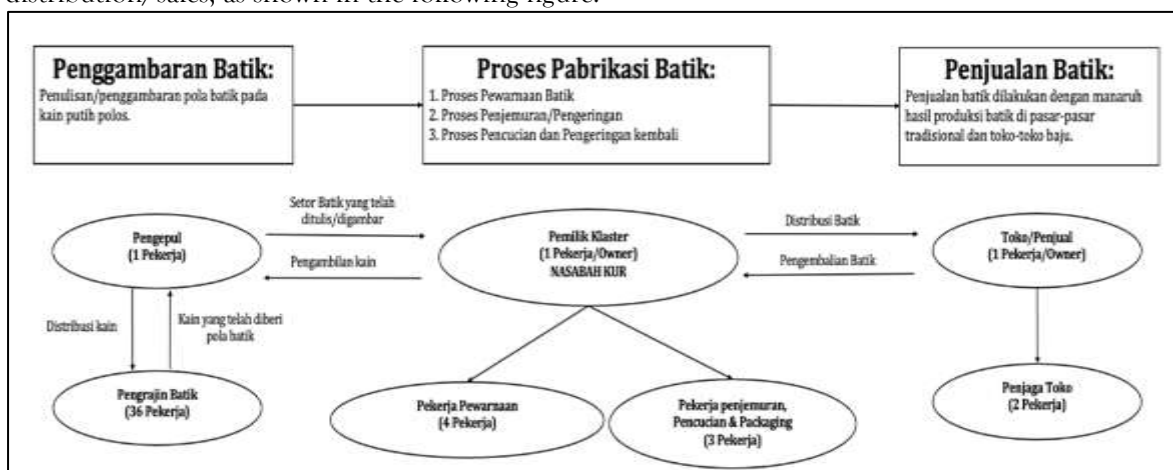 distribution/ sales, as shown in the following figure.
Penggambaran Batik:
Penulisan/penggambaran pola batik pada
kain putih polos.
Proses Pabrikasi Batik:
1. Proses Pewarnaan Batik
2. Proses Penjemuran/Pengeringan
3. Proses Pencucian dan Pengeringan kembali
Penjualan Batik:
Penjualan batik dilakukan dengan manaruh
hasil produksi batik di pasar-pasar
tradisional dan toko-toko baju.
Pengepul
(1 Pekerja)
Setor Batik yang telah
ditulis/digambar
Pengambilan kain
Pemilik Klaster
(1 Pekerja/Owner)
NASABAH KUR
Distribusi Batik
Pengembalian Batik
Toko/Penjual
(1 Pekerja/Owner)
Distribusi kain
Kain yang telah diberi
pola batik
Pengrajin Batik
(36 Pekerja)
Pekerja Pewarnaan
(4 Pekerja)
Pekerja penjemuran,
Pencucian & Packaging
(3 Pekerja)
Penjaga Toko
(2 Pekerja)